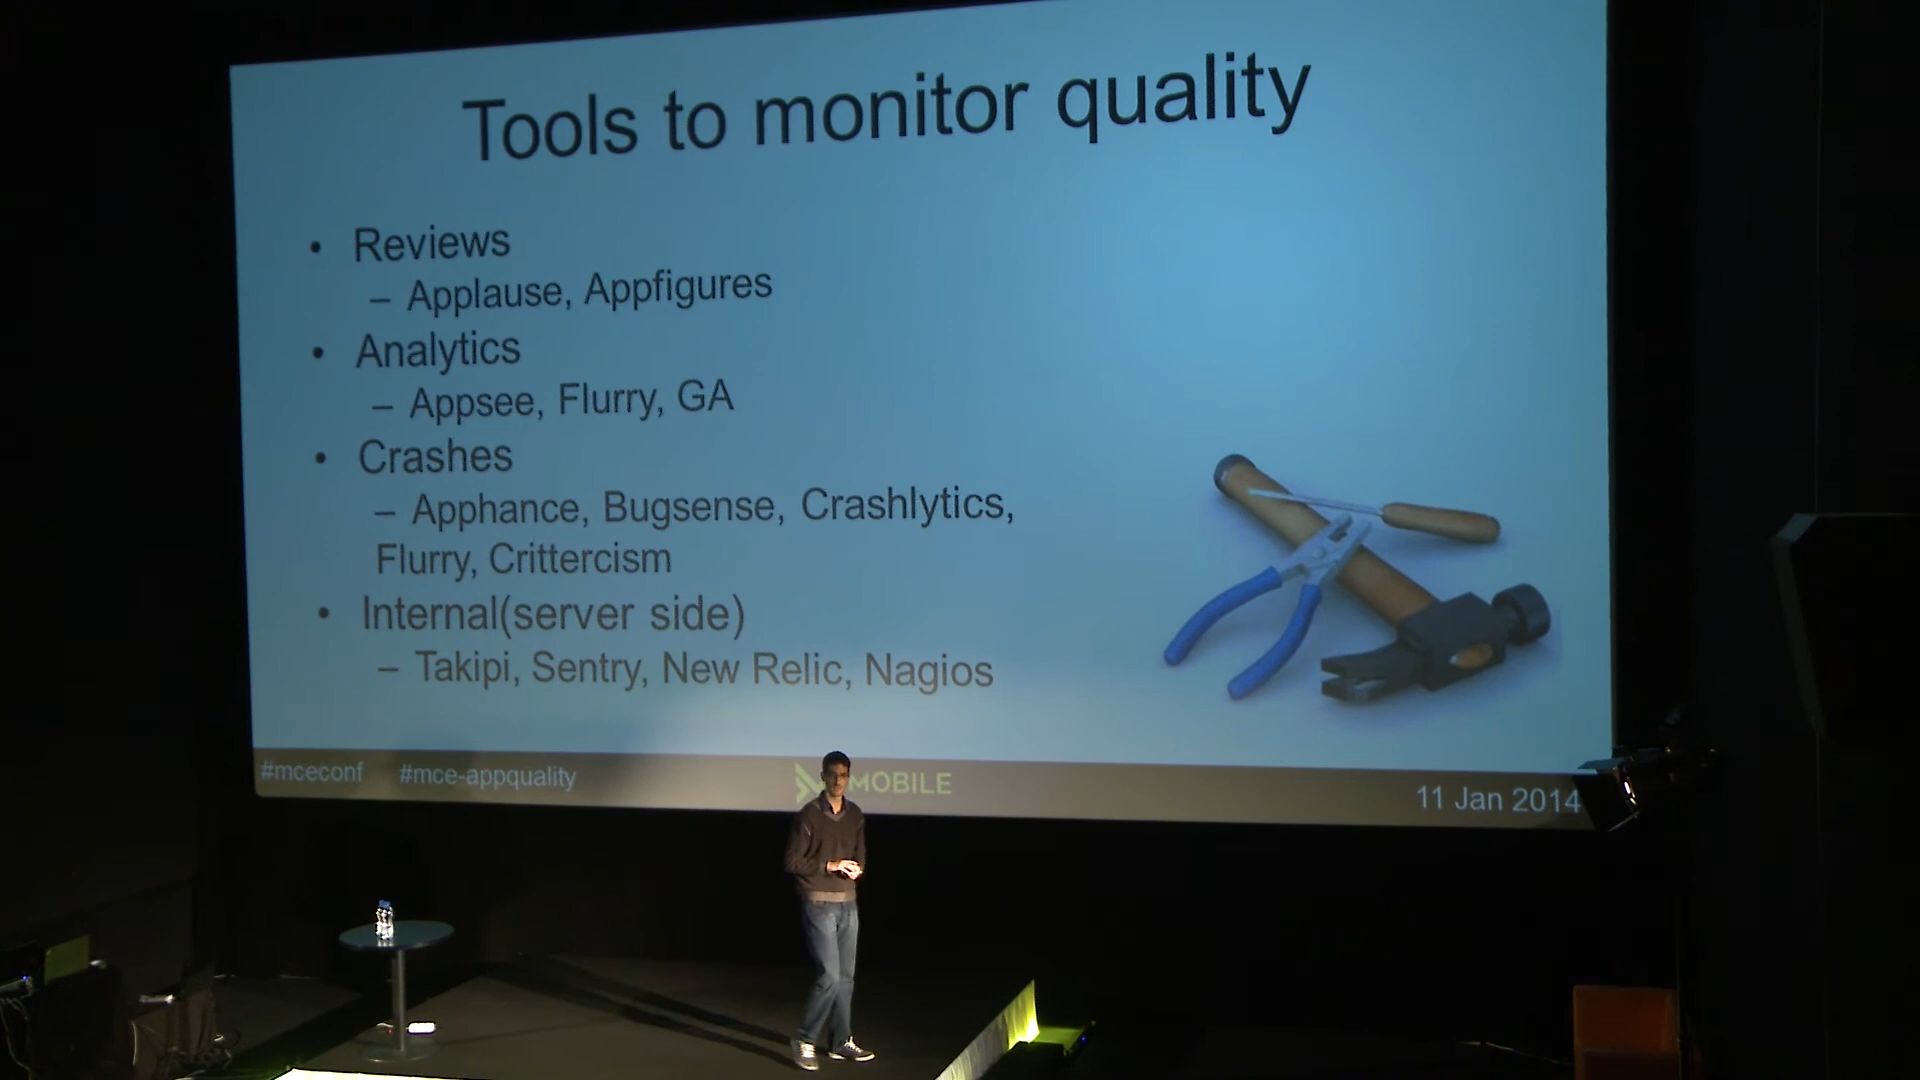 Tools to monitor quality
• Reviews
– Applause, Appfigures
• Analytics
– Appsee, Flurry, GA
• Crashes
– Apphance, Bugsense, Crashlytics,
Flurry, Crittercism
• Internal(server side)
– Takipi, Sentry, New Relic, Nagios
#mceconf #mce-appquality MOBILE 11 Jan 2014